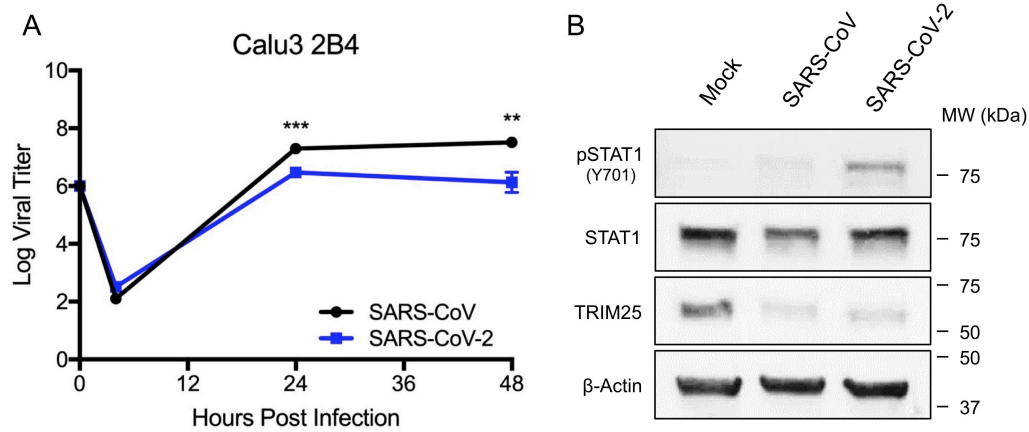 A
Calu3 2B4
Log Viral Titer
10
8
6
4
2
0
***
**
SARS-CoV
SARS-CoV-2
0
12
24
36
48
Hours Post Infection
B
Mock
SARS-CoV
SARS-CoV-2
MW (kDa)
pSTAT1
(Y701)
75
STAT1
75
TRIM25
75
50
β-Actin
50
37